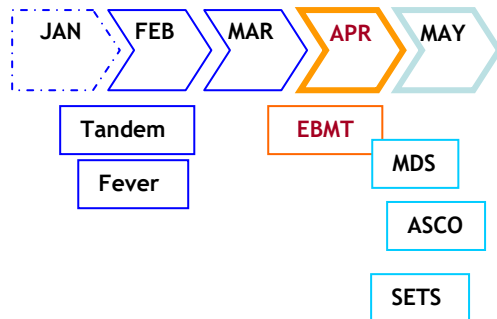 JAN FEB MAR APR MAY
Tandem EBMT
Fever MDS
ASCO
SETS